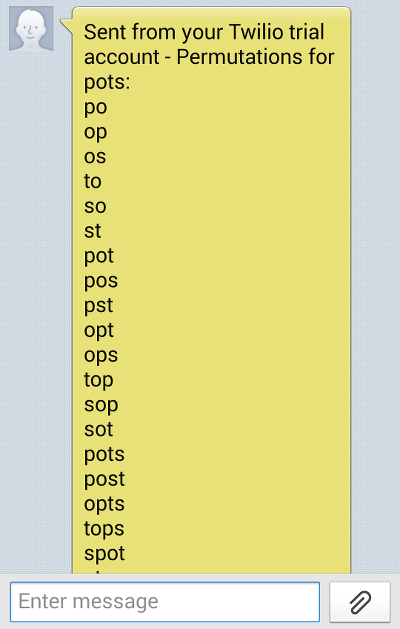 Sent from your Twilio trial
account - Permutations for
pots:
po
op
os
to
so
st
pot
pos
pst
opt
ops
top
sop
sot
pots
post
opts
tops
spot
Enter message